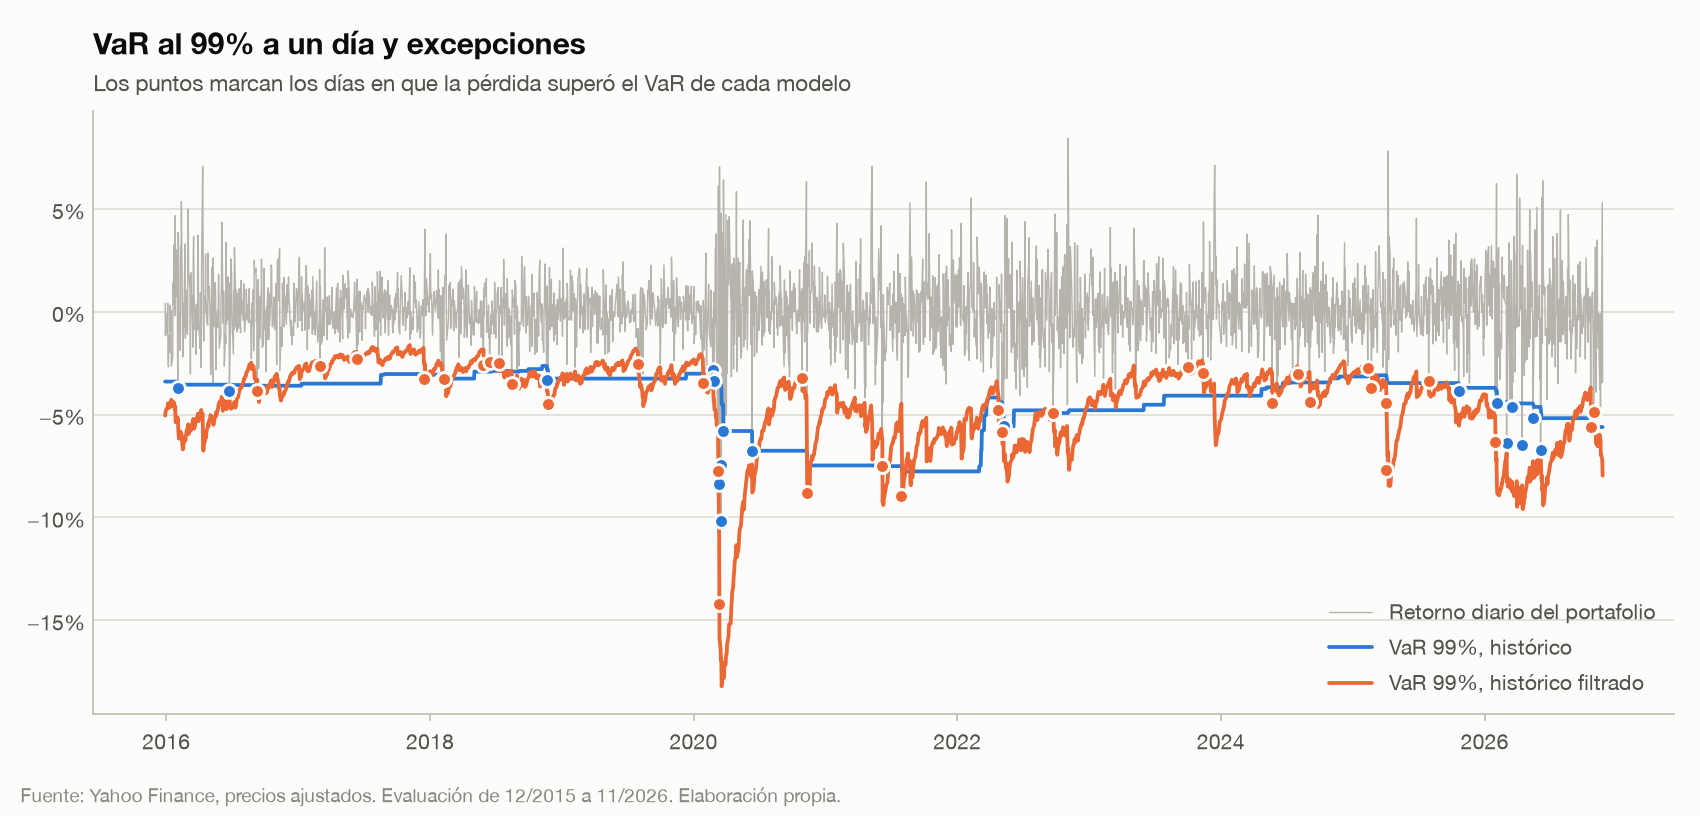 VaR al 99% a un día y excepciones
Los puntos marcan los días en que la pérdida superó el VaR de cada modelo
5%
0%
−5%
−10%
−15%
Retorno diario del portafolio
VaR 99%, histórico
VaR 99%, histórico filtrado
2016 2018 2020 2022 2024 2026
Fuente: Yahoo Finance, precios ajustados. Evaluación de 12/2015 a 11/2026. Elaboración propia.